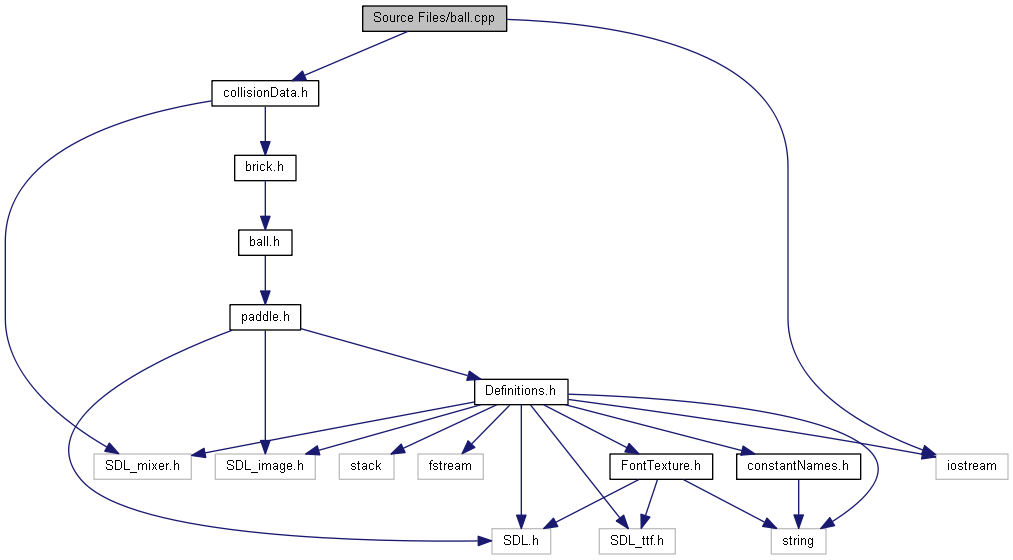 Source Files/ball.cpp
collisionData.h
brick.h
ball.h
paddle.h
Definitions.h
SDL_mixer.h
SDL_image.h
stack
fstream
FontTexture.h
constantNames.h
iostream
SDL.h
SDL_ttf.h
string